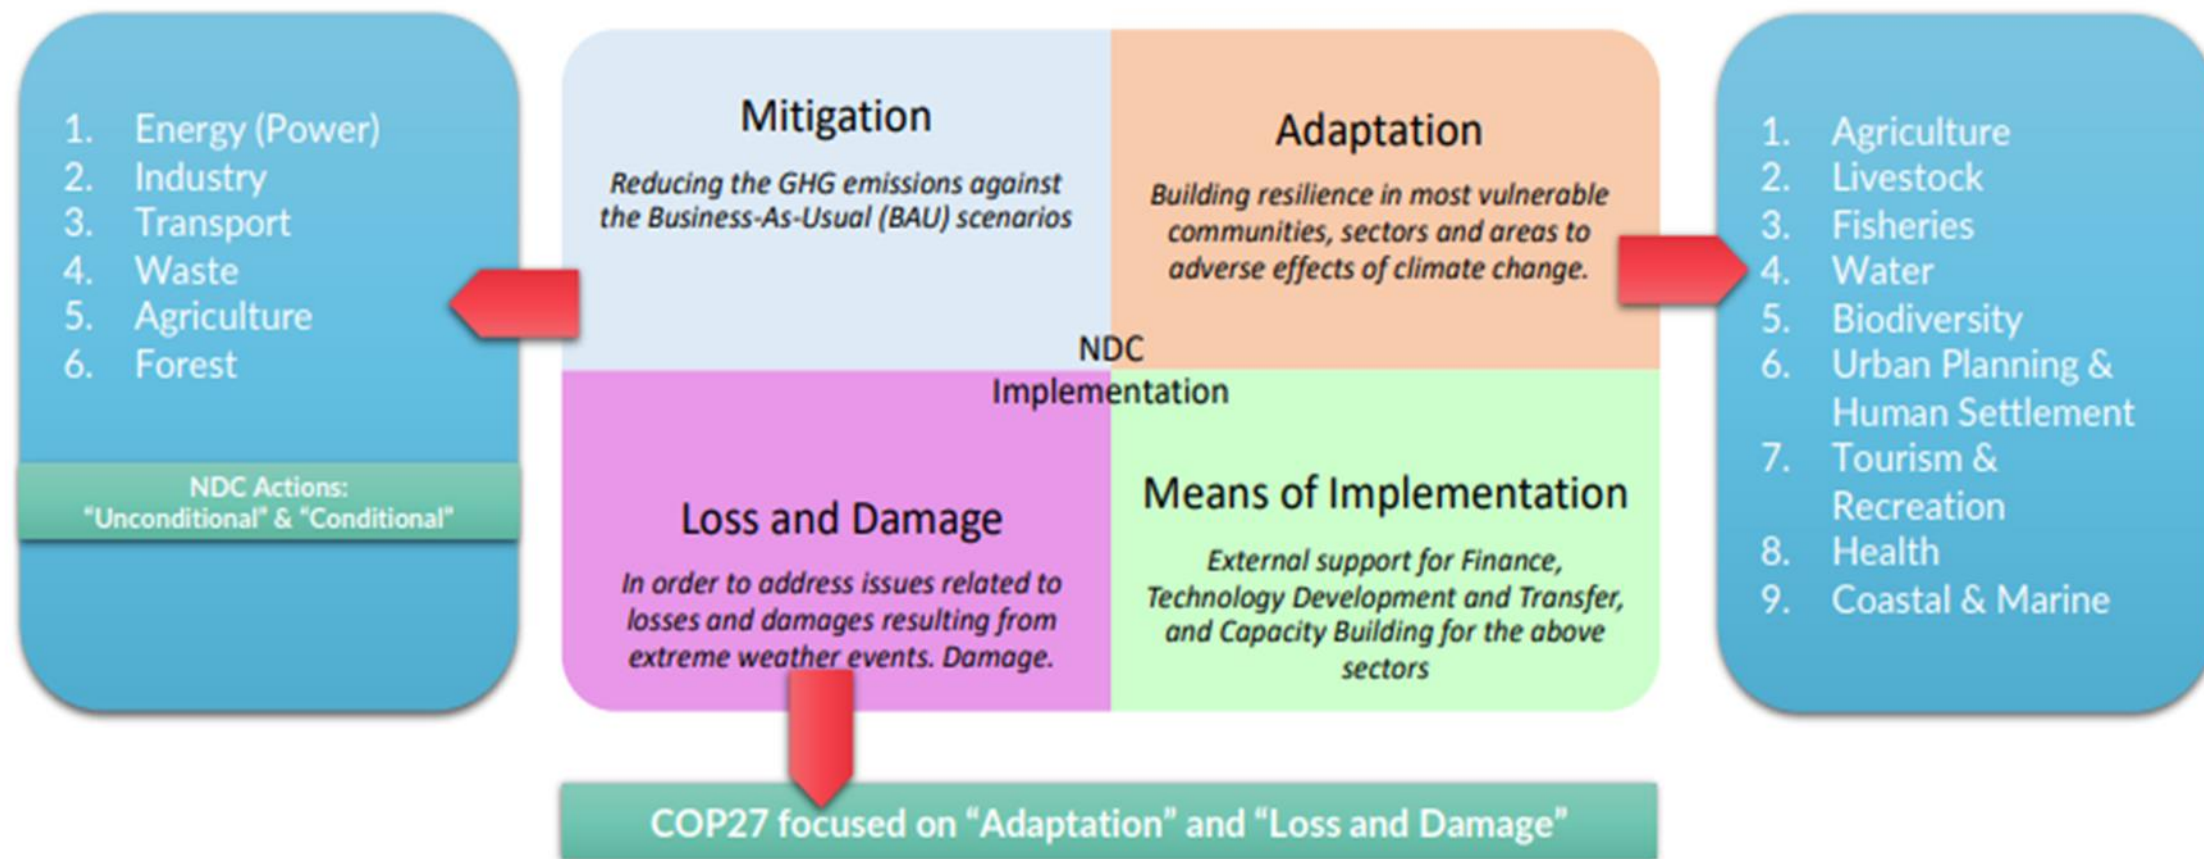 1. Energy (Power)
2. Industry
3. Transport
4. Waste
5. Agriculture
6. Forest
NDC Actions:
“Unconditional” & “Conditional”
Mitigation
Reducing the GHG emissions against
the Business-As-Usual (BAU) scenarios
Adaptation
Building resilience in most vulnerable
communities, sectors and areas to
adverse effects of climate change.
NDC
Implementation
Loss and Damage
In order to address issues related to
losses and damages resulting from
extreme weather events. Damage.
Means of Implementation
External support for Finance,
Technology Development and Transfer,
and Capacity Building for the above
sectors
1. Agriculture
2. Livestock
3. Fisheries
4. Water
5. Biodiversity
6. Urban Planning &
Human Settlement
7. Tourism &
Recreation
8. Health
9. Coastal & Marine
COP27 focused on “Adaptation” and “Loss and Damage”